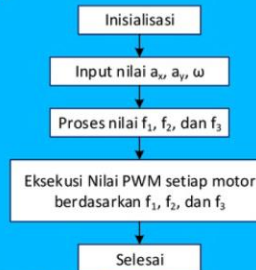 Inisialisasi
Input nilai aₓ, aᵧ, ω
Proses nilai f₁, f₂, dan f₃
Eksekusi Nilai PWM setiap motor
berdasarkan f₁, f₂, dan f₃
Selesai